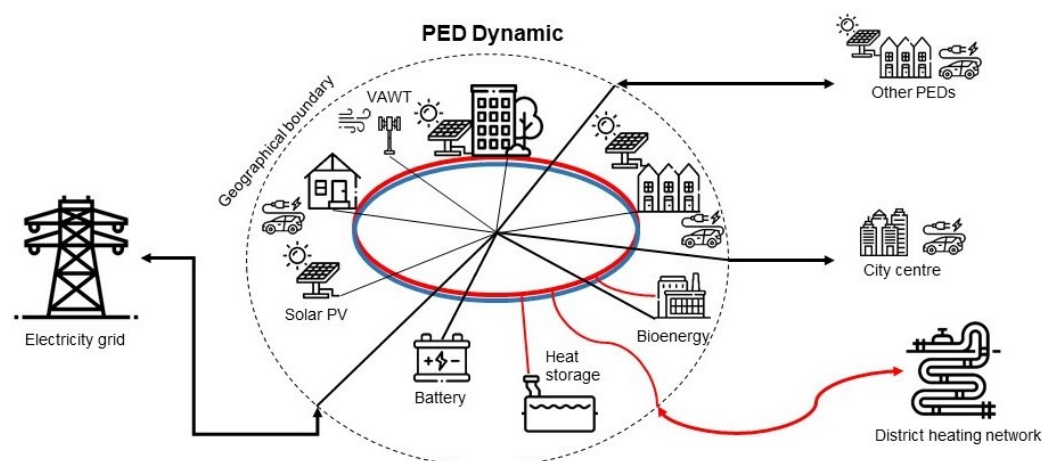 PED Dynamic
Geographical boundary
VAWT
Other PEDs
City centre
Electricity grid
Solar PV
Battery
Heat
storage
Bioenergy
District heating network